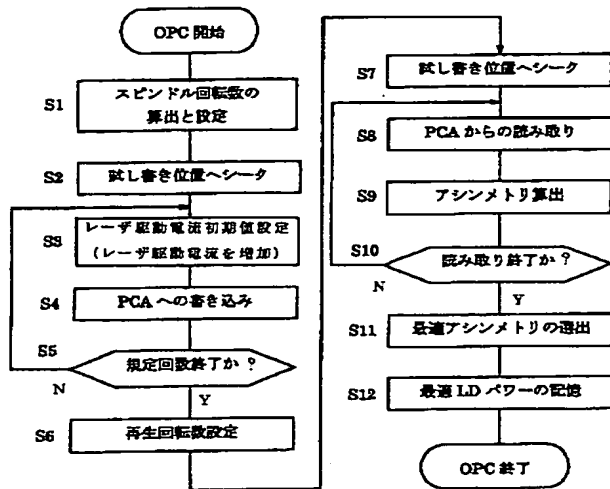 OPC 開始
S1
スピンドル回転数の
算出と設定
S2
試し書き位置へシーク
S3
レーザ駆動電流初期値設定
(レーザ駆動電流を増加)
S4
PCA への書き込み
S5
規定回数終了か ?
N
Y
S6
再生回転数設定
S7
試し書き位置へシーク
S8
PCA からの読み取り
S9
アシンメトリ算出
S10
読み取り終了か ?
N
Y
S11
最適アシンメトリの選出
S12
最適 LD パワーの記憶
OPC 終了